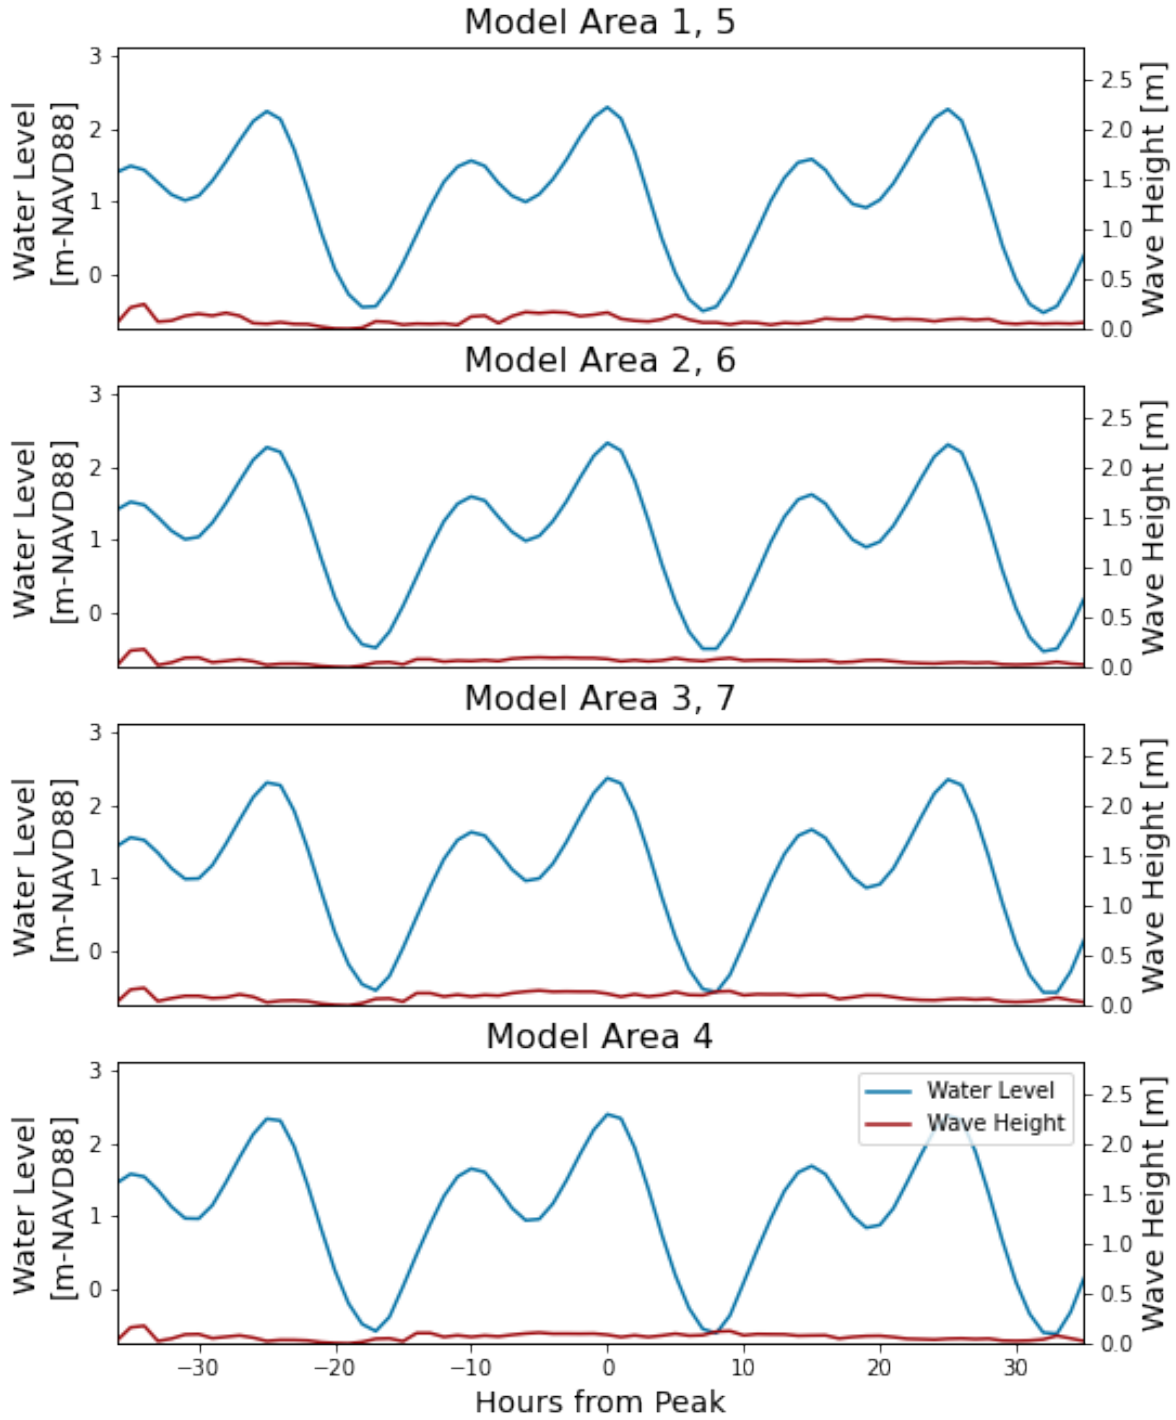 Model Area 1, 5
Water Level
[m-NAVD88]
3
2
1
0
2.5
2.0
1.5
1.0
0.5
0.0
Wave Height [m]
Model Area 2, 6
Water Level
[m-NAVD88]
3
2
1
0
2.5
2.0
1.5
1.0
0.5
0.0
Wave Height [m]
Model Area 3, 7
Water Level
[m-NAVD88]
3
2
1
0
2.5
2.0
1.5
1.0
0.5
0.0
Wave Height [m]
Model Area 4
Water Level
[m-NAVD88]
3
2
1
0
Water Level
Wave Height
2.5
2.0
1.5
1.0
0.5
0.0
Wave Height [m]
−30 −20 −10 0 10 20 30
Hours from Peak